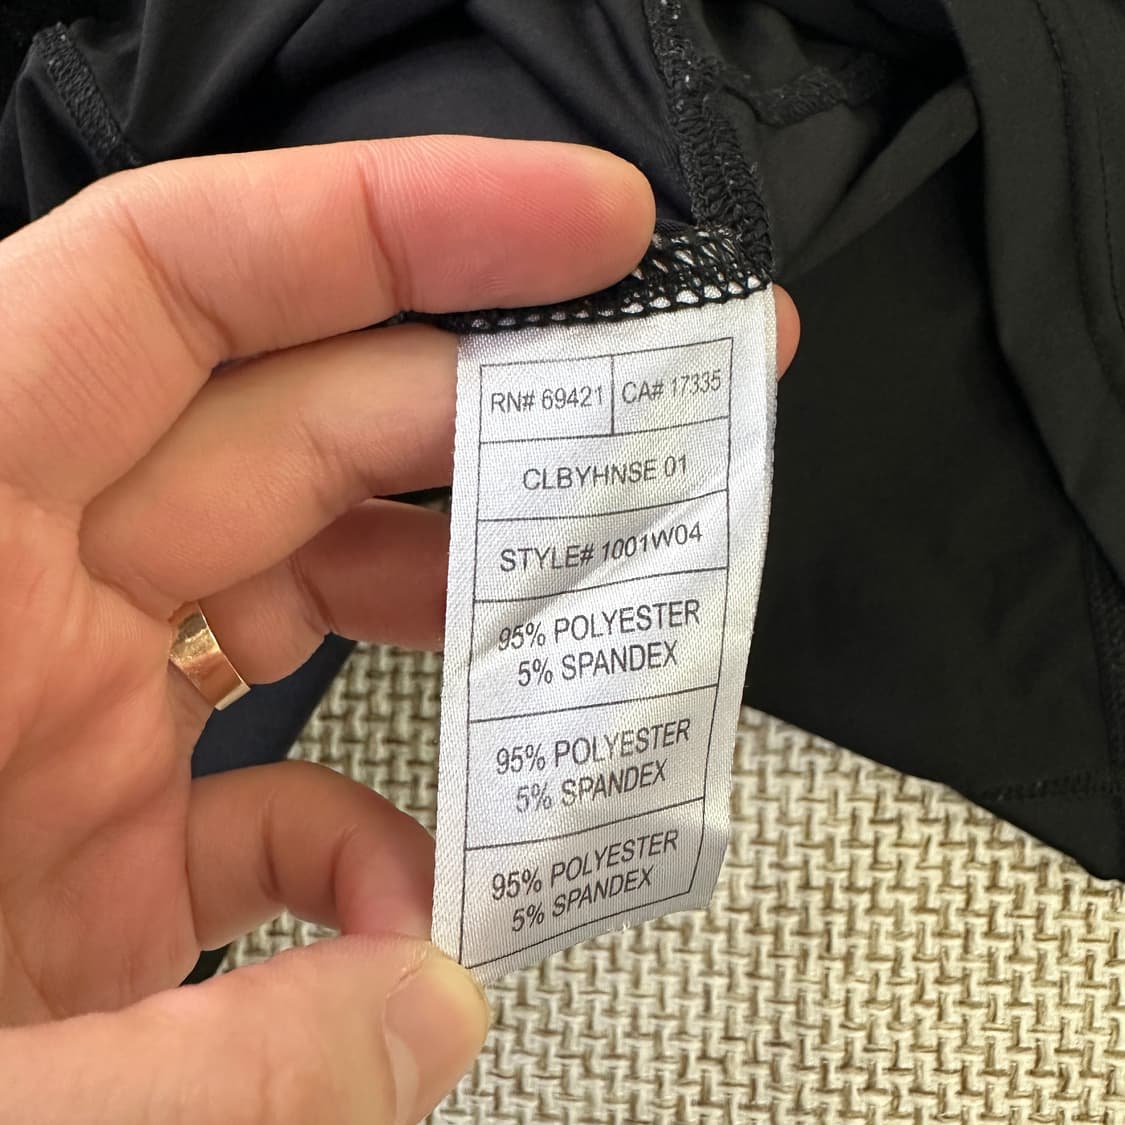 RN# 69421 CA# 17335
CLBYHNSE 01
STYLE# 1001W04
95% POLYESTER
5% SPANDEX
95% POLYESTER
5% SPANDEX
95% POLYESTER
5% SPANDEX